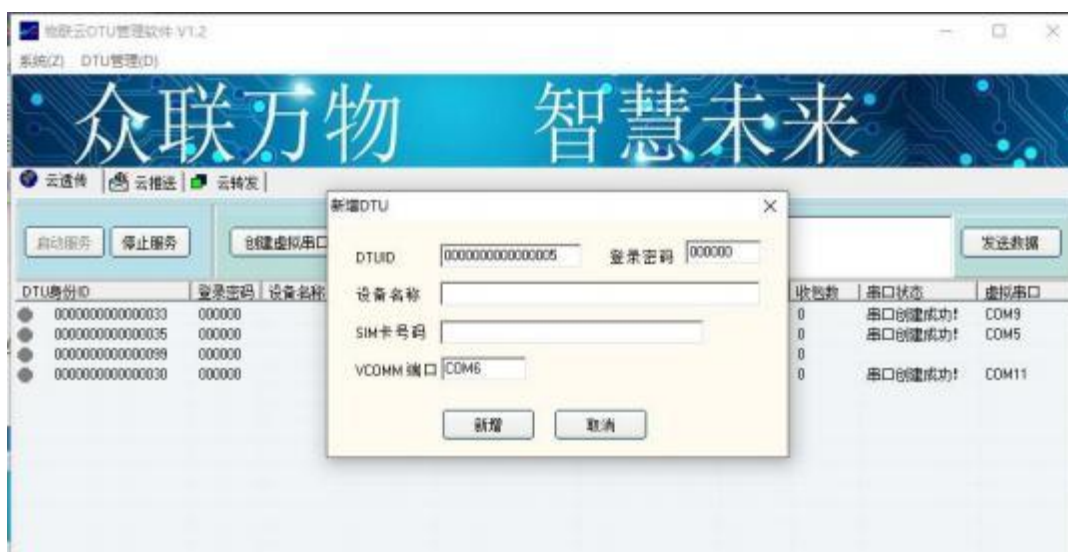 物联云DTU管理软件 V1.2
系统(Z) DTU管理(D)
众联万物 智慧未来
云透传 云推送 云转发
新增DTU
启动服务 停止服务 创建虚拟串口 发送数据
DTUID 0000000000000005 登录密码 000000
设备名称
SIM卡号码
VCOMM 端口 COM6
新增 取消
DTU身份ID 登录密码 设备名称 收包数 串口状态 虚拟串口
0000000000000033 000000 0 串口创建成功! COM9
0000000000000035 000000 0 串口创建成功! COM5
0000000000000099 000000 0
0000000000000030 000000 0 串口创建成功! COM11